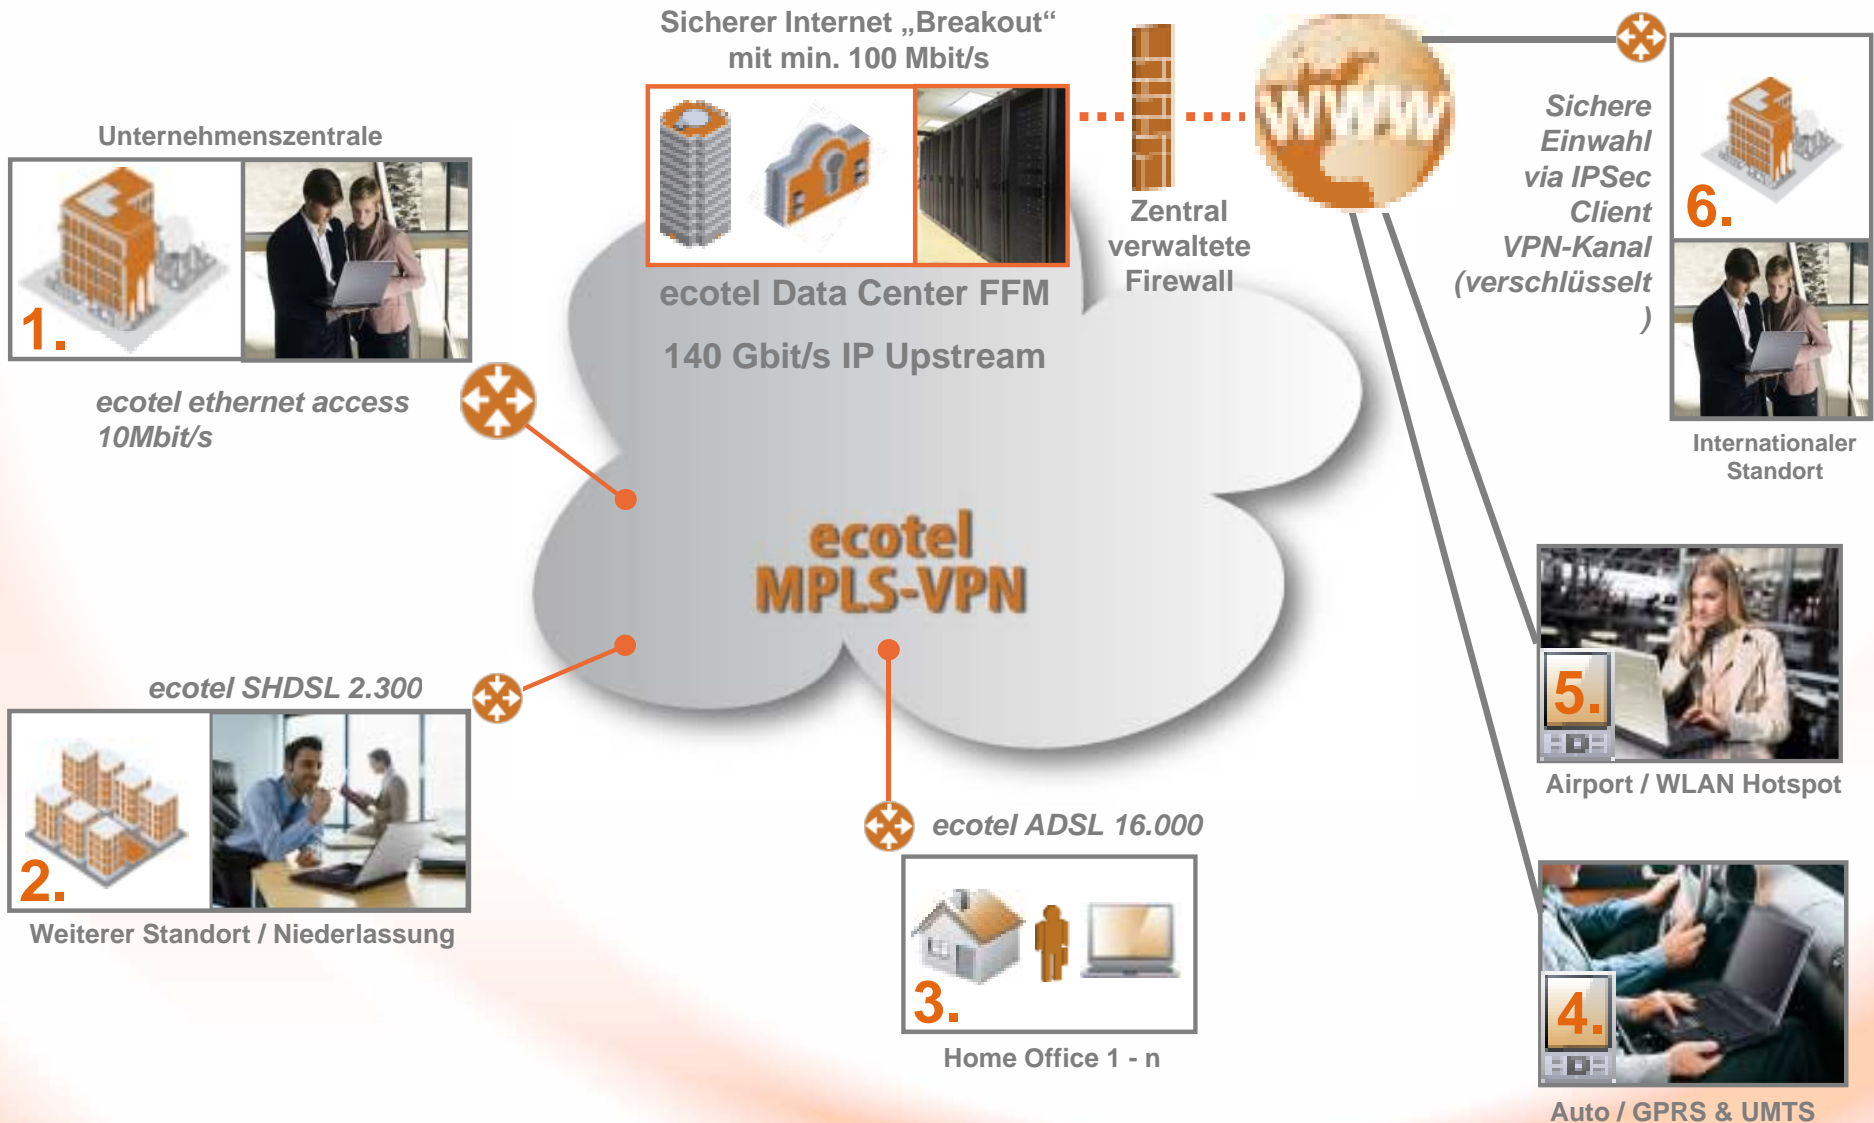 Sicherer Internet „Breakout“
mit min. 100 Mbit/s
Unternehmenszentrale
1.
ecotel ethernet access
10Mbit/s
ecotel Data Center FFM
140 Gbit/s IP Upstream
Zentral
verwaltete
Firewall
WWW
Sichere
Einwahl
via IPSec
Client
VPN-Kanal
(verschlüsselt
)
6.
Internationaler
Standort
ecotel
MPLS-VPN
ecotel SHDSL 2.300
2.
Weiterer Standort / Niederlassung
ecotel ADSL 16.000
3.
Home Office 1 - n
5.
Airport / WLAN Hotspot
4.
Auto / GPRS & UMTS